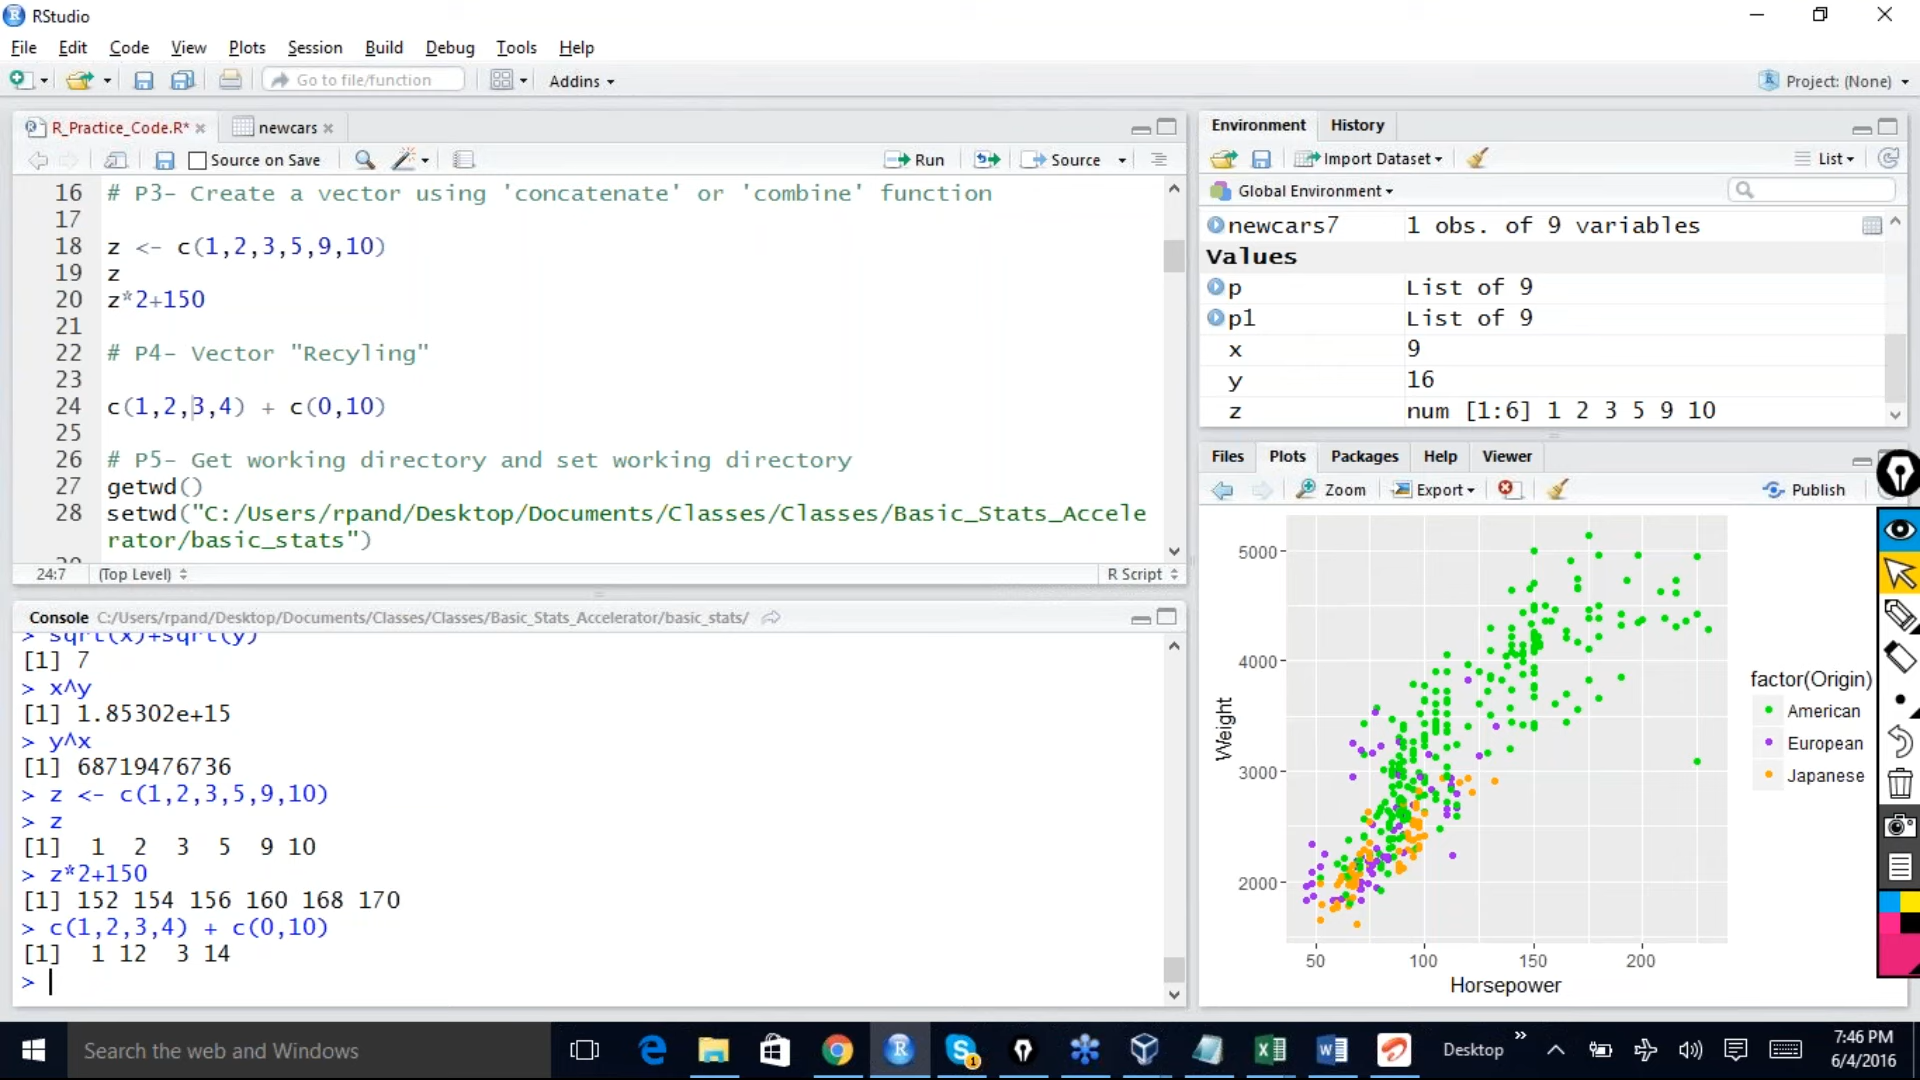 RStudio
File Edit Code View Plots Session Build Debug Tools Help
Go to file/function Addins Project: (None)
R_Practice_Code.R* newcars
Source on Save Run Source
16 # P3- Create a vector using 'concatenate' or 'combine' function
17
18 z <- c(1,2,3,5,9,10)
19 z
20 z*2+150
21
22 # P4- Vector "Recyling"
23
24 c(1,2,3,4) + c(0,10)
25
26 # P5- Get working directory and set working directory
27 getwd()
28 setwd("C:/Users/rpand/Desktop/Documents/Classes/Classes/Basic_Stats_Accele
rator/basic_stats")
24:7 (Top Level) R Script
Console C:/Users/rpand/Desktop/Documents/Classes/Classes/Basic_Stats_Accelerator/basic_stats/
> sqrt(x)+sqrt(y)
[1] 7
> x^y
[1] 1.85302e+15
> y^x
[1] 68719476736
> z <- c(1,2,3,5,9,10)
> z
[1] 1 2 3 5 9 10
> z*2+150
[1] 152 154 156 160 168 170
> c(1,2,3,4) + c(0,10)
[1] 1 12 3 14
>
Environment History
Import Dataset List
Global Environment
newcars7 1 obs. of 9 variables
Values
p List of 9
p1 List of 9
x 9
y 16
z num [1:6] 1 2 3 5 9 10
Files Plots Packages Help Viewer
Zoom Export Publish
5000
4000
3000
2000
Weight
50 100 150 200
Horsepower
factor(Origin)
American
European
Japanese
Search the web and Windows
Desktop
7:46 PM
6/4/2016